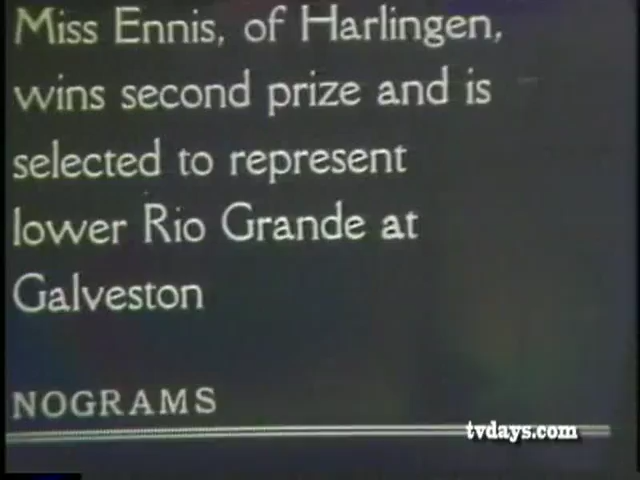 Miss Ennis, of Harlingen,
wins second prize and is
selected to represent
lower Rio Grande at
Galveston
NOGRAMS
tvdays.com